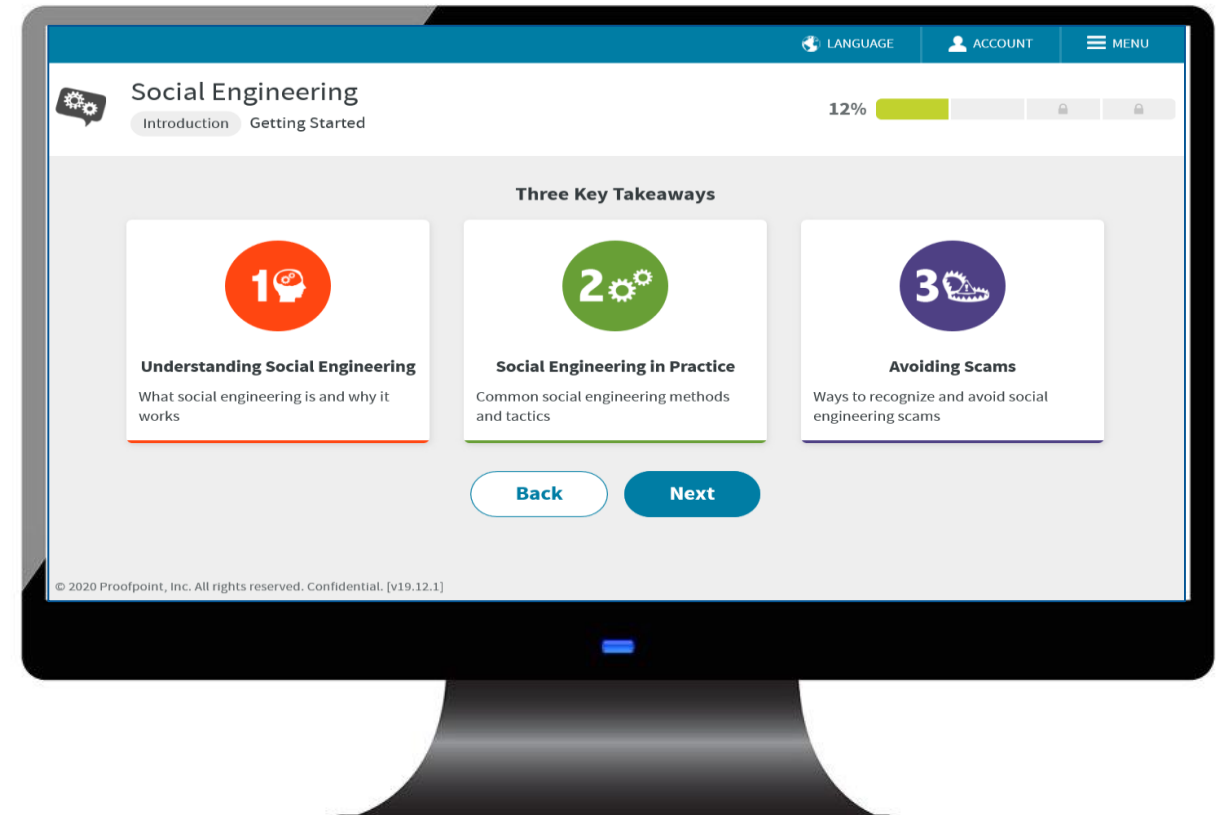 LANGUAGE ACCOUNT MENU
Social Engineering
Introduction Getting Started
12%
Three Key Takeaways
1
Understanding Social Engineering
What social engineering is and why it
works
2
Social Engineering in Practice
Common social engineering methods
and tactics
3
Avoiding Scams
Ways to recognize and avoid social
engineering scams
Back Next
© 2020 Proofpoint, Inc. All rights reserved. Confidential. [v19.12.1]